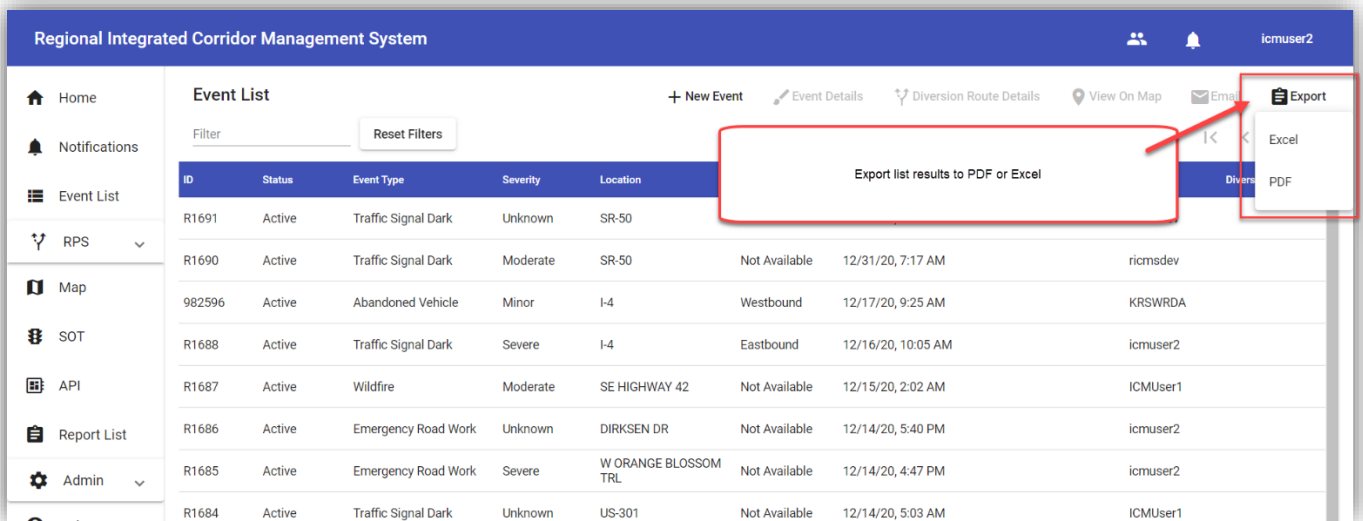 Regional Integrated Corridor Management System
icmuser2
Home
Notifications
Event List
RPS
Map
SOT
API
Report List
Admin
Event List
+ New Event Event Details Diversion Route Details View On Map Email Export
Filter Reset Filters
Excel
PDF
Export list results to PDF or Excel
ID Status Event Type Severity Location Divers
R1691 Active Traffic Signal Dark Unknown SR-50
R1690 Active Traffic Signal Dark Moderate SR-50 Not Available 12/31/20, 7:17 AM ricmsdev
982596 Active Abandoned Vehicle Minor I-4 Westbound 12/17/20, 9:25 AM KRSWRDA
R1688 Active Traffic Signal Dark Severe I-4 Eastbound 12/16/20, 10:05 AM icmuser2
R1687 Active Wildfire Moderate SE HIGHWAY 42 Not Available 12/15/20, 2:02 AM ICMUser1
R1686 Active Emergency Road Work Unknown DIRKSEN DR Not Available 12/14/20, 5:40 PM icmuser2
R1685 Active Emergency Road Work Severe W ORANGE BLOSSOM TRL Not Available 12/14/20, 4:47 PM icmuser2
R1684 Active Traffic Signal Dark Unknown US-301 Not Available 12/14/20, 5:03 AM ICMUser1